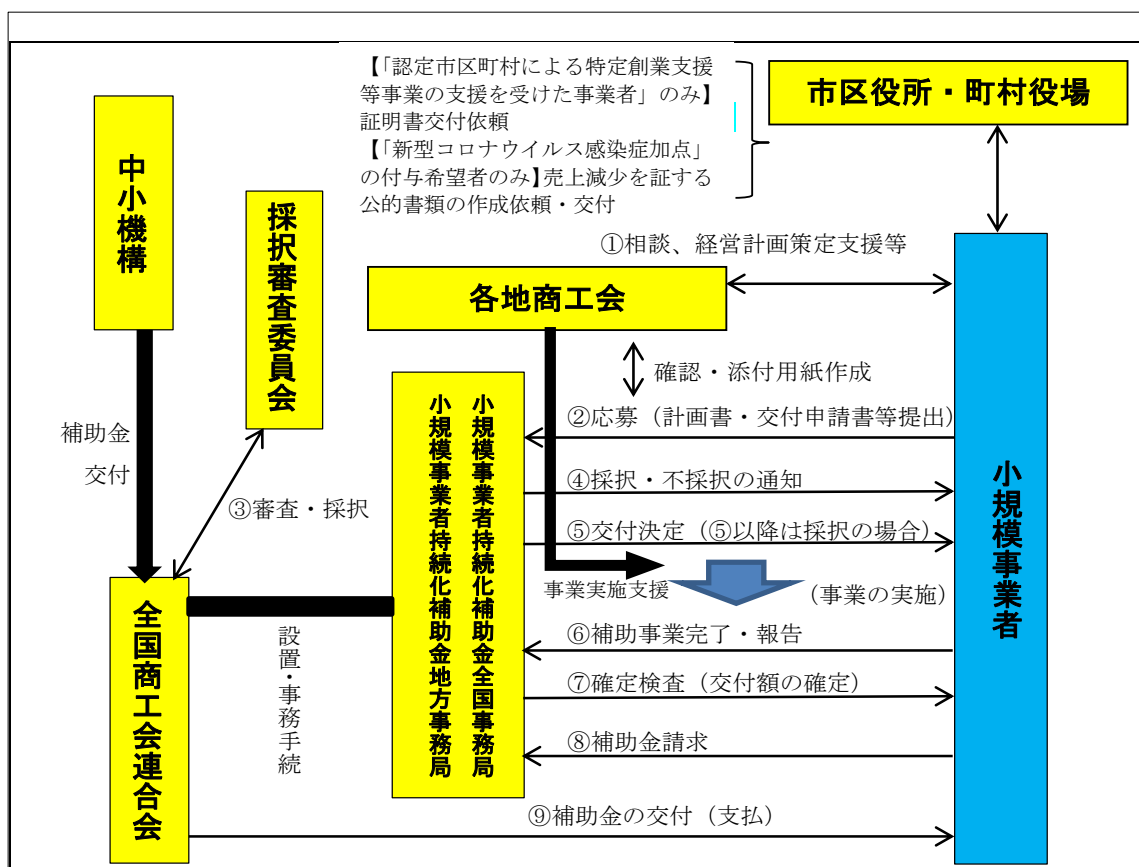 【「認定市区町村による特定創業支援
等事業の支援を受けた事業者」のみ】
証明書交付依頼
【「新型コロナウイルス感染症加点」
の付与希望者のみ】売上減少を証する
公的書類の作成依頼・交付
市区役所・町村役場
中小機構
採択審査委員会
①相談、経営計画策定支援等
各地商工会
確認・添付用紙作成
小規模事業者持続化補助金全国事務局
小規模事業者持続化補助金地方事務局
補助金
交付
②応募（計画書・交付申請書等提出）
③審査・採択
④採択・不採択の通知
⑤交付決定（⑤以降は採択の場合）
事業実施支援
（事業の実施）
小規模事業者
全国商工会連合会
設置・事務手続
⑥補助事業完了・報告
⑦確定検査（交付額の確定）
⑧補助金請求
⑨補助金の交付（支払）